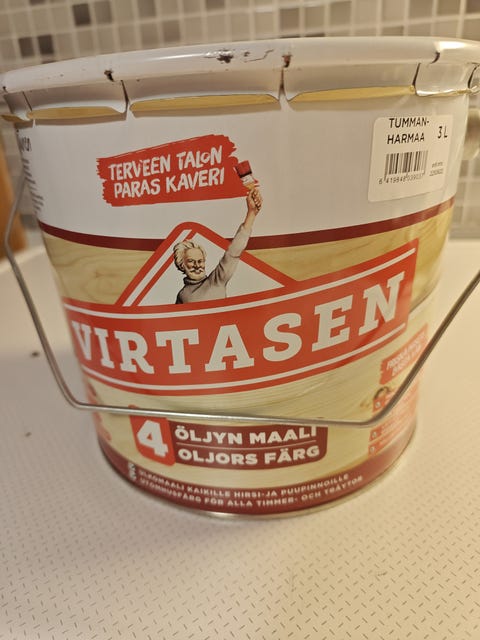 TERVEEN TALON
PARAS KAVERI
TUMMAN-
HARMAA 3 L
VIRTASEN
4 ÖLJYN MAALI
OLJORS FÄRG
ULKOMAALI KAIKILLE HIRSI-JA PUUPINNOILLE
UTOMHUSFÄRG FÖR ALLA TIMMER- OCH TRÄYTOR